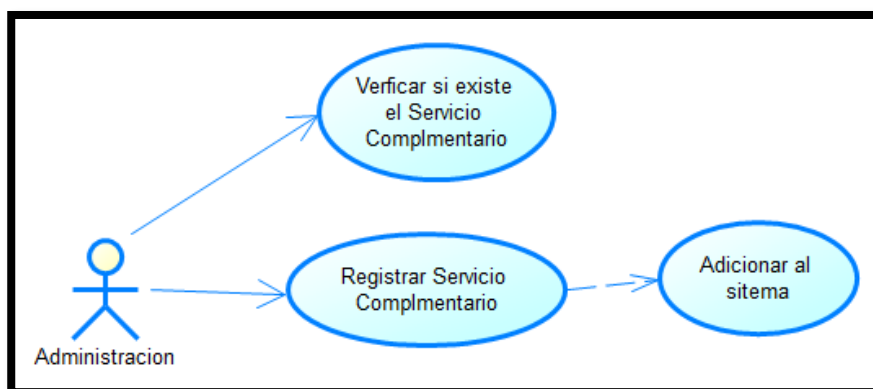 Verficar si existe
el Servicio
Complmentario
Registrar Servicio
Complmentario
Adicionar al
sitema
Administracion